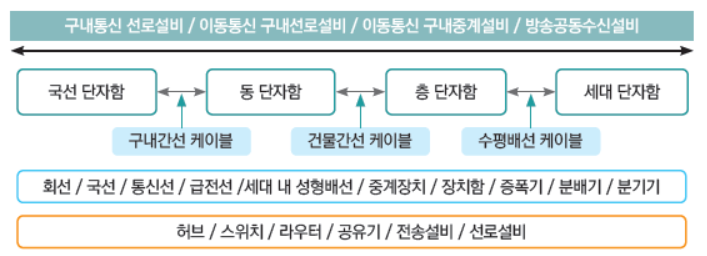 구내통신 선로설비 / 이동통신 구내선로설비 / 이동통신 구내중계설비 / 방송공동수신설비
국선 단자함 동 단자함 층 단자함 세대 단자함
구내간선 케이블 건물간선 케이블 수평배선 케이블
회선 / 국선 / 통신선 / 급전선 /세대 내 성형배선 / 중계장치 / 장치함 / 증폭기 / 분배기 / 분기기
허브 / 스위치 / 라우터 / 공유기 / 전송설비 / 선로설비